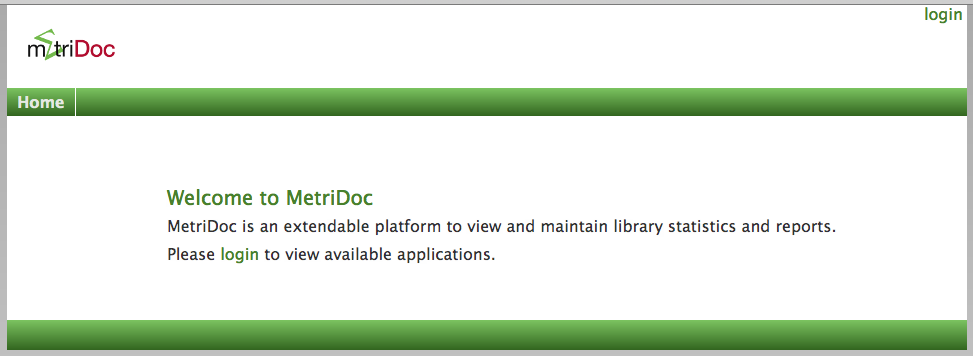 login
mΣtriDoc
Home
Welcome to MetriDoc
MetriDoc is an extendable platform to view and maintain library statistics and reports.
Please login to view available applications.